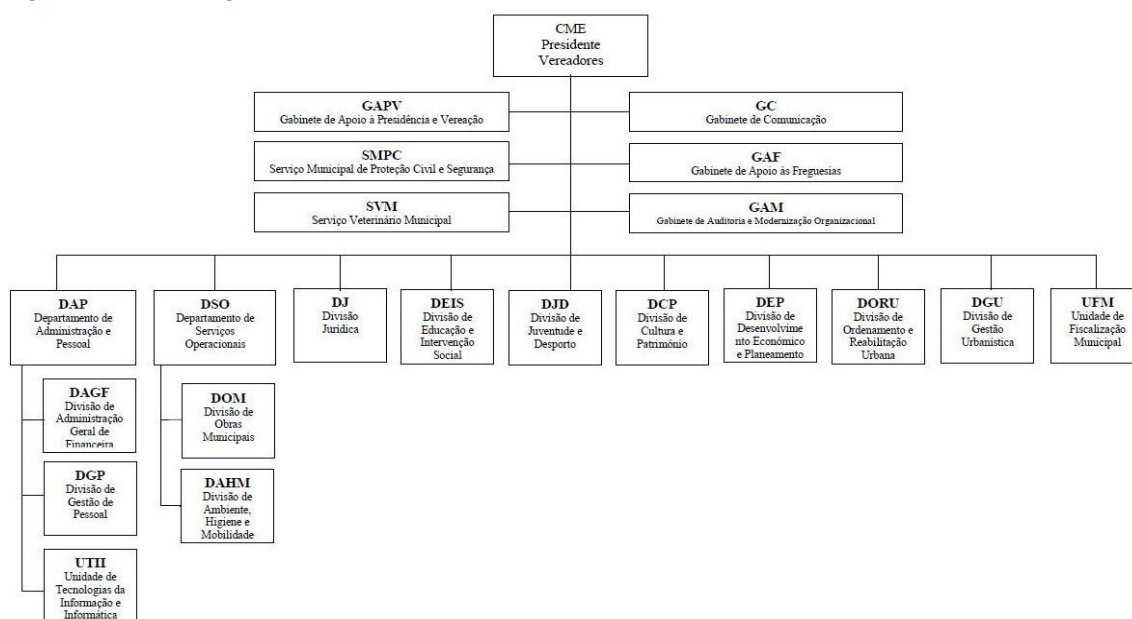 CME
Presidente
Vereadores
GAPV
Gabinete de Apoio à Presidência e Vereação
GC
Gabinete de Comunicação
SMPC
Serviço Municipal de Proteção Civil e Segurança
GAF
Gabinete de Apoio ás Freguesias
SVM
Serviço Veterinário Municipal
GAM
Gabinete de Auditoria e Modernização Organizacional
DAP
Departamento de
Administração e
Pessoal
DSO
Departamento de
Serviços
Operacionais
DJ
Divisão
Jurídica
DEIS
Divisão de
Educação e
Intervenção
Social
DJD
Divisão de
Juventude e
Desporto
DCP
Divisão de
Cultura e
Património
DEP
Divisão de
Desenvolvime
nto Económico
e Planeamento
DORU
Divisão de
Ordenamento e
Reabilitação
Urbana
DGU
Divisão de
Gestão
Urbanística
UFM
Unidade de
Fiscalização
Municipal
DAGF
Divisão de
Administração
Geral de
Financeira
DGP
Divisão de
Gestão de
Pessoal
UTII
Unidade de
Tecnologias da
Informação e
Informática
DOM
Divisão de
Obras
Municipais
DAHM
Divisão de
Ambiente,
Higiene e
Mobilidade